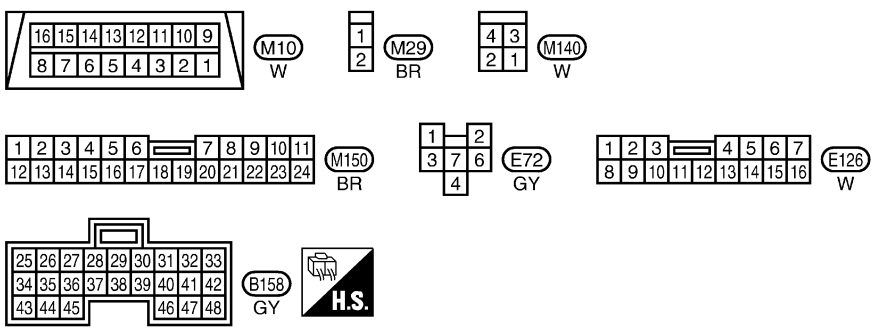 16 15 14 13 12 11 10 9
8 7 6 5 4 3 2 1
M10
W
1
2
M29
BR
4 3
2 1
M140
W
1 2 3 4 5 6 7 8 9 10 11
12 13 14 15 16 17 18 19 20 21 22 23 24
M150
BR
1 2
3 7 6
4
E72
GY
1 2 3 4 5 6 7
8 9 10 11 12 13 14 15 16
E126
W
25 26 27 28 29 30 31 32 33
34 35 36 37 38 39 40 41 42
43 44 45 46 47 48
B158
GY
H.S.